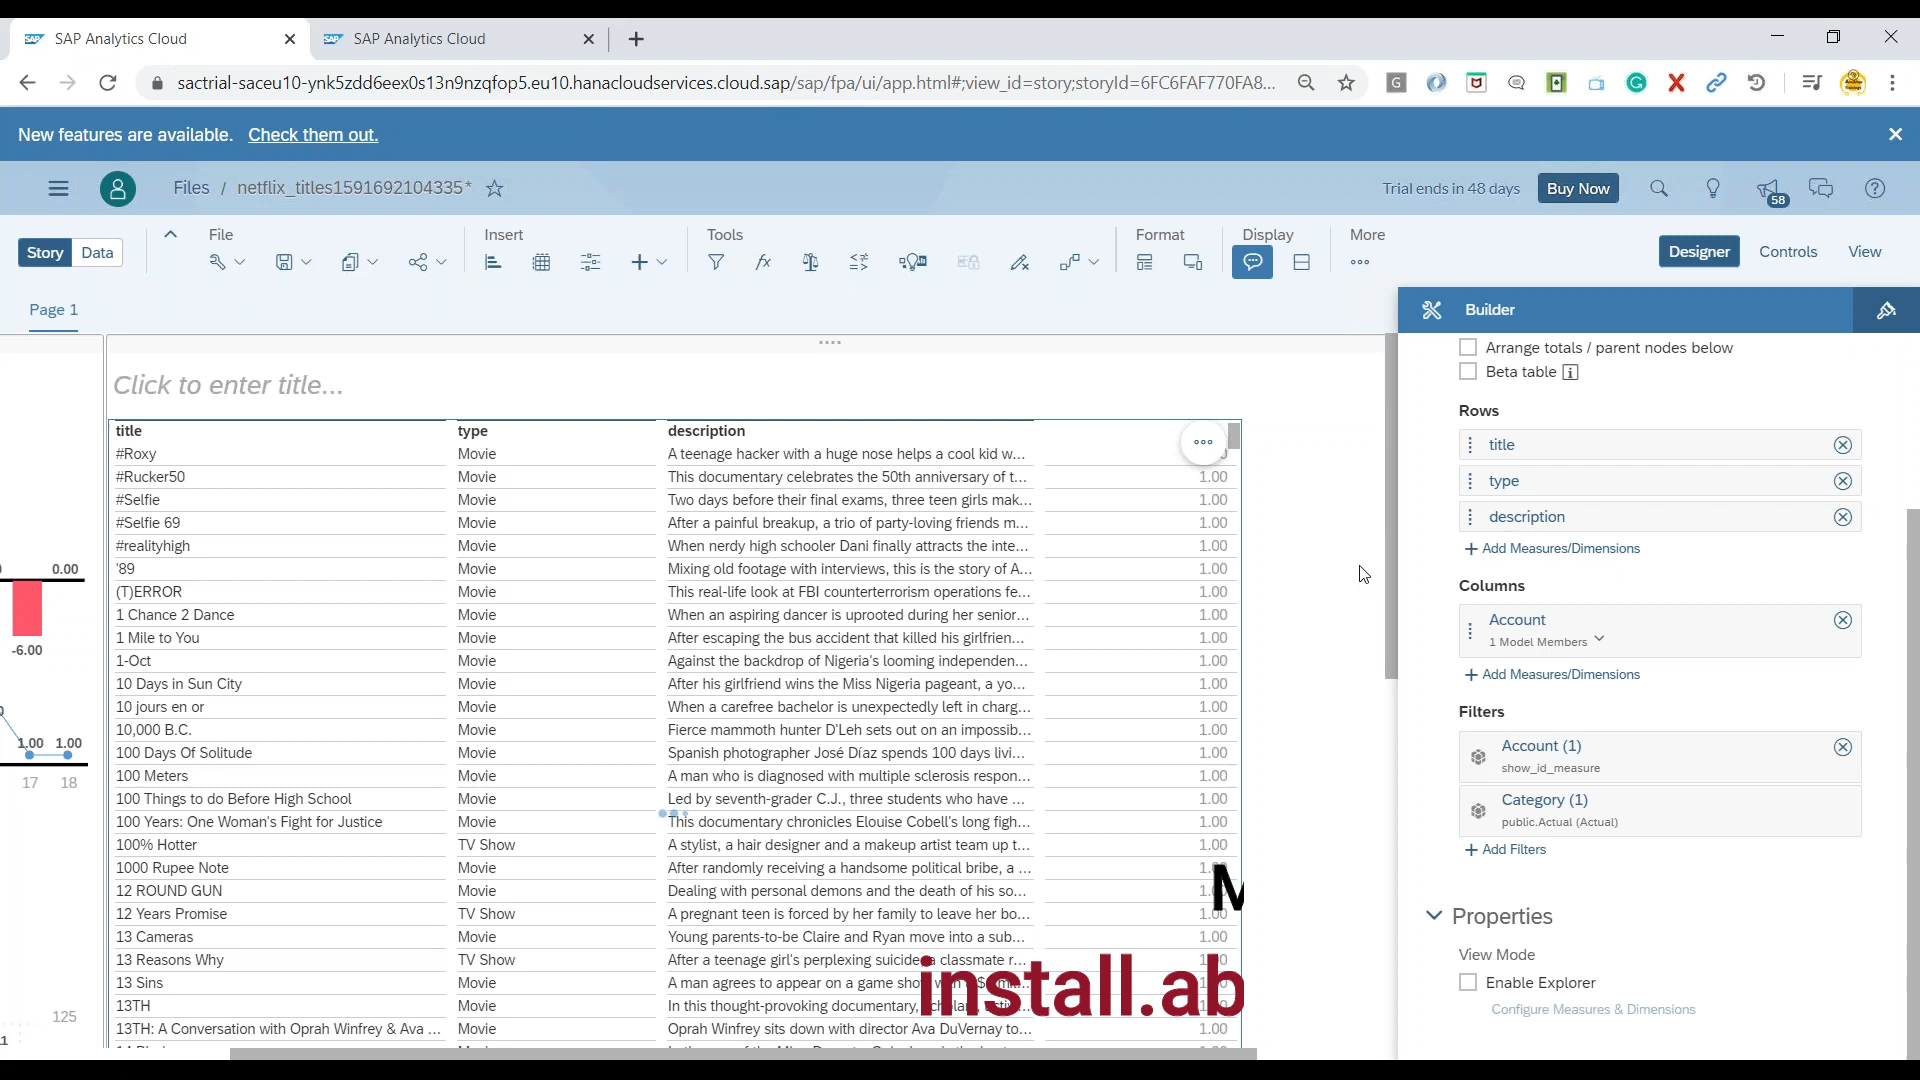 SAP Analytics Cloud
SAP Analytics Cloud
sactrial-saceu10-ynk5zdd6eex0s13n9nzqfop5.eu10.hanacloudservices.cloud.sap/sap/fpa/ui/app.html#;view_id=story;storyId=6FC6FAF770FA8...
New features are available. Check them out.
Files / netflix_titles1591692104335*
Trial ends in 48 days
Buy Now
58
Story Data
File
Insert
Tools
Format
Display
More
Designer Controls View
Page 1
Builder
Click to enter title...
title type description
#Roxy Movie A teenage hacker with a huge nose helps a cool kid w...
#Rucker50 Movie This documentary celebrates the 50th anniversary of t... 1.00
#Selfie Movie Two days before their final exams, three teen girls mak... 1.00
#Selfie 69 Movie After a painful breakup, a trio of party-loving friends m... 1.00
#realityhigh Movie When nerdy high schooler Dani finally attracts the inte... 1.00
'89 Movie Mixing old footage with interviews, this is the story of A... 1.00
(T)ERROR Movie This real-life look at FBI counterterrorism operations fe... 1.00
1 Chance 2 Dance Movie When an aspiring dancer is uprooted during her senior... 1.00
1 Mile to You Movie After escaping the bus accident that killed his girlfrien... 1.00
1-Oct Movie Against the backdrop of Nigeria's looming independen... 1.00
10 Days in Sun City Movie After his girlfriend wins the Miss Nigeria pageant, a yo... 1.00
10 jours en or Movie When a carefree bachelor is unexpectedly left in charg... 1.00
10,000 B.C. Movie Fierce mammoth hunter D'Leh sets out on an impossib... 1.00
100 Days Of Solitude Movie Spanish photographer José Díaz spends 100 days livi... 1.00
100 Meters Movie A man who is diagnosed with multiple sclerosis respon... 1.00
100 Things to do Before High School Movie Led by seventh-grader C.J., three students who have ... 1.00
100 Years: One Woman's Fight for Justice Movie This documentary chronicles Elouise Cobell's long figh... 1.00
100% Hotter TV Show A stylist, a hair designer and a makeup artist team up t... 1.00
1000 Rupee Note Movie After randomly receiving a handsome political bribe, a ...
12 ROUND GUN Movie Dealing with personal demons and the death of his so...
12 Years Promise TV Show A pregnant teen is forced by her family to leave her bo... 1.00
13 Cameras Movie Young parents-to-be Claire and Ryan move into a sub... 1.00
13 Reasons Why TV Show After a teenage girl's perplexing suicide, a classmate r...
13 Sins Movie A man agrees to appear on a game show with a
13TH Movie In this thought-provoking documentary,
13TH: A Conversation with Oprah Winfrey & Ava ... Movie Oprah Winfrey sits down with director Ava DuVernay to... 1.00
M
install.ab
0.00
-6.00
1.00 1.00
17 18
125
Arrange totals / parent nodes below
Beta table
Rows
title
type
description
+ Add Measures/Dimensions
Columns
Account
1 Model Members
+ Add Measures/Dimensions
Filters
Account (1)
show_id_measure
Category (1)
public.Actual (Actual)
+ Add Filters
Properties
View Mode
Enable Explorer
Configure Measures & Dimensions